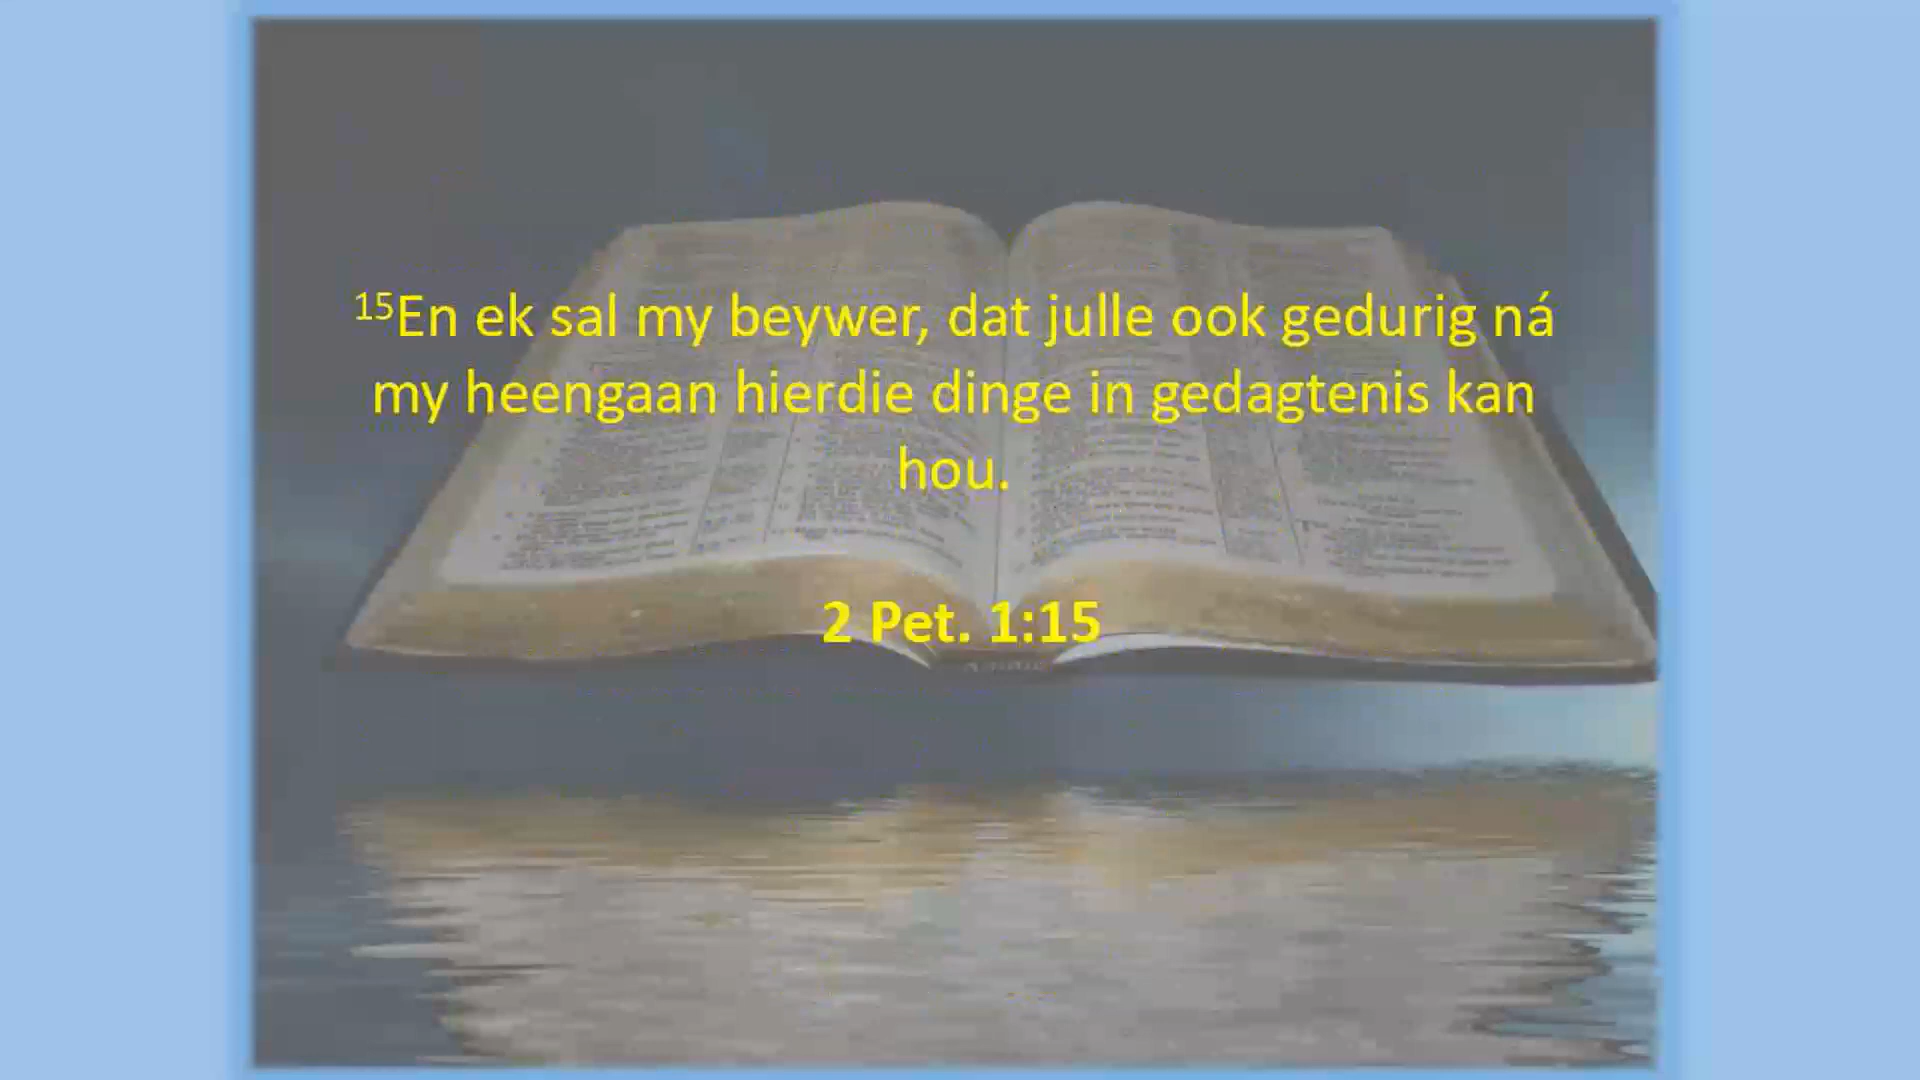 ¹⁵En ek sal my beywer, dat julle ook gedurig ná
my heengaan hierdie dinge in gedagtenis kan
hou.
2 Pet. 1:15